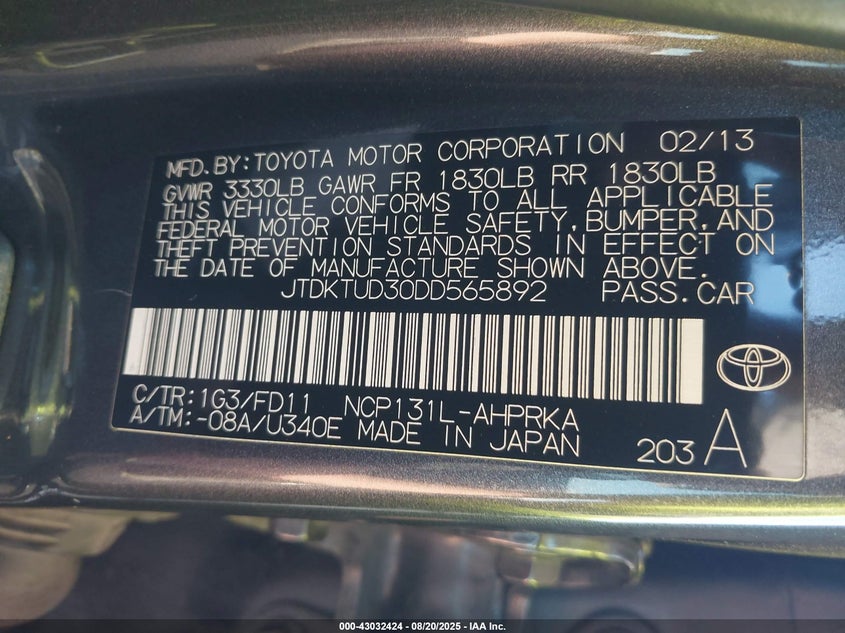 MFD.BY:TOYOTA MOTOR CORPORATION 02/13
GVWR 3330LB GAWR FR 1830LB RR 1830LB
THIS VEHICLE CONFORMS TO ALL APPLICABLE
FEDERAL MOTOR VEHICLE SAFETY,BUMPER,AND
THEFT PREVENTION STANDARDS IN EFFECT ON
THE DATE OF MANUFACTURE SHOWN ABOVE.
JTDKTUD30DD565892 PASS.CAR
C/TR:1G3/FD11 NCP131L-AHPRKA
A/TM:-08A/U340E MADE IN JAPAN 203 A
000-43032424 - 08/20/2025 - IAA Inc.